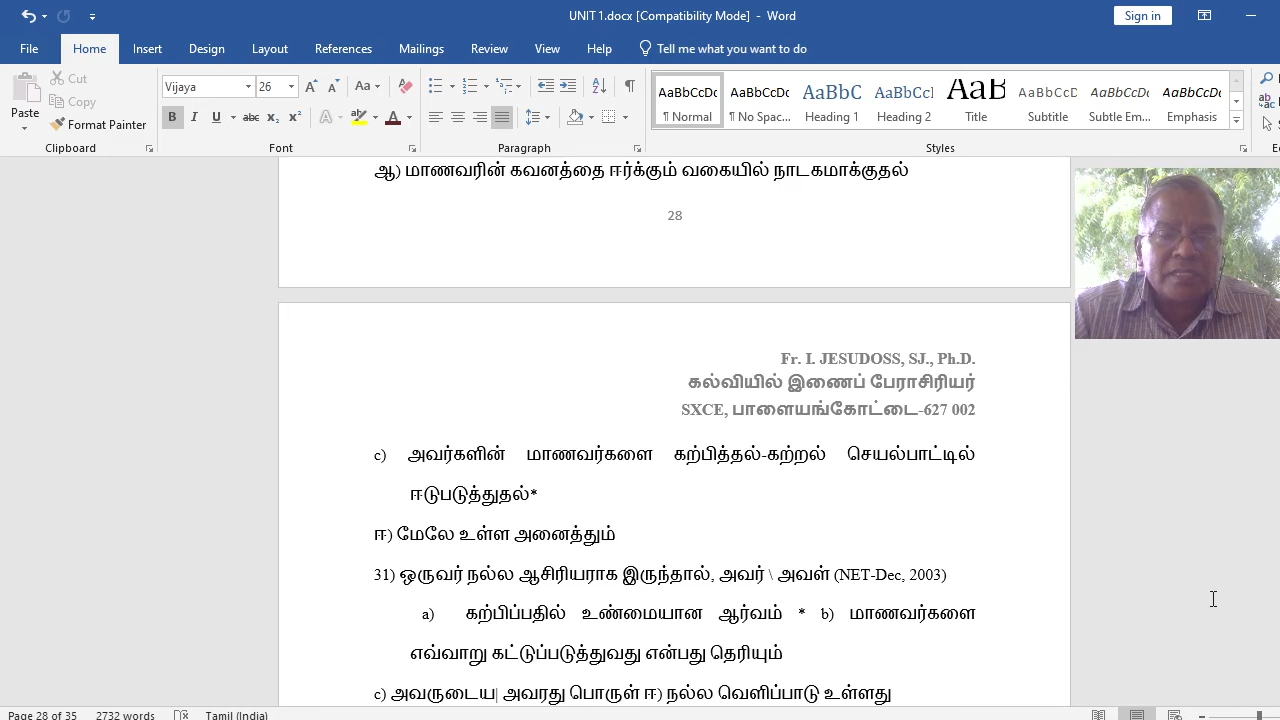 UNIT 1.docx [Compatibility Mode] - Word
Sign in
File Home Insert Design Layout References Mailings Review View Help Tell me what you want to do
Cut
Copy
Paste
Format Painter
Vijaya 26
AaBbCcDc AaBbCcDc AaBbC AaBbCcI AaB AaBbCcD AaBbCcDc AaBbCcDc
¶ Normal ¶ No Spac... Heading 1 Heading 2 Title Subtitle Subtle Em... Emphasis
Clipboard Font Paragraph Styles
ஆ) மாணவரின் கவனத்தை ஈர்க்கும் வகையில் நாடகமாக்குதல்
28
Fr. I. JESUDOSS, SJ., Ph.D.
கல்வியில் இணைப் பேராசிரியர்
SXCE, பாளையங்கோட்டை-627 002
c) அவர்களின் மாணவர்களை கற்பித்தல்-கற்றல் செயல்பாட்டில்
ஈடுபடுத்துதல்*
ஈ) மேலே உள்ள அனைத்தும்
31) ஒருவர் நல்ல ஆசிரியராக இருந்தால், அவர் \ அவள் (NET-Dec, 2003)
a) கற்பிப்பதில் உண்மையான ஆர்வம் * b) மாணவர்களை
எவ்வாறு கட்டுப்படுத்துவது என்பது தெரியும்
c) அவருடைய| அவரது பொருள் ஈ) நல்ல வெளிப்பாடு உள்ளது
Page 28 of 35 2732 words Tamil (India)